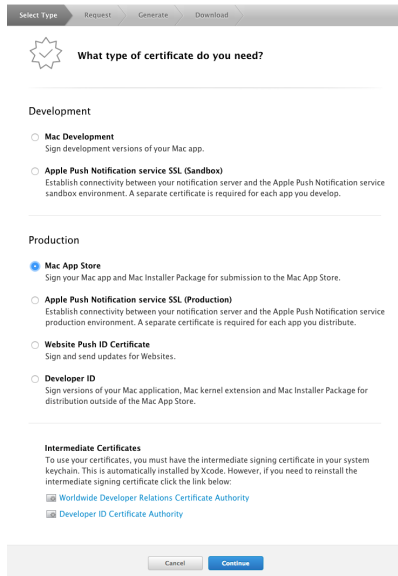 Select Type Request Generate Download
What type of certificate do you need?
Development
Mac Development
Sign development versions of your Mac app.
Apple Push Notification service SSL (Sandbox)
Establish connectivity between your notification server and the Apple Push Notification service
sandbox environment. A separate certificate is required for each app you develop.
Production
Mac App Store
Sign your Mac app and Mac Installer Package for submission to the Mac App Store.
Apple Push Notification service SSL (Production)
Establish connectivity between your notification server and the Apple Push Notification service
production environment. A separate certificate is required for each app you distribute.
Website Push ID Certificate
Sign and send updates for Websites.
Developer ID
Sign versions of your Mac application, Mac kernel extension and Mac Installer Package for
distribution outside of the Mac App Store.
Intermediate Certificates
To use your certificates, you must have the intermediate signing certificate in your system
keychain. This is automatically installed by Xcode. However, if you need to reinstall the
intermediate signing certificate click the link below:
Worldwide Developer Relations Certificate Authority
Developer ID Certificate Authority
Cancel Continue